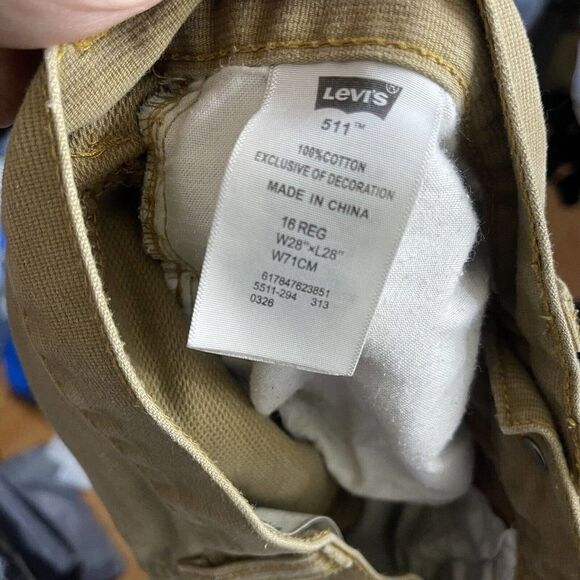 LEVI'S®
511™
100%COTTON
EXCLUSIVE OF DECORATION
MADE IN CHINA
16 REG
W28"×L28"
W71CM
617847623851
5511-294 313
0326